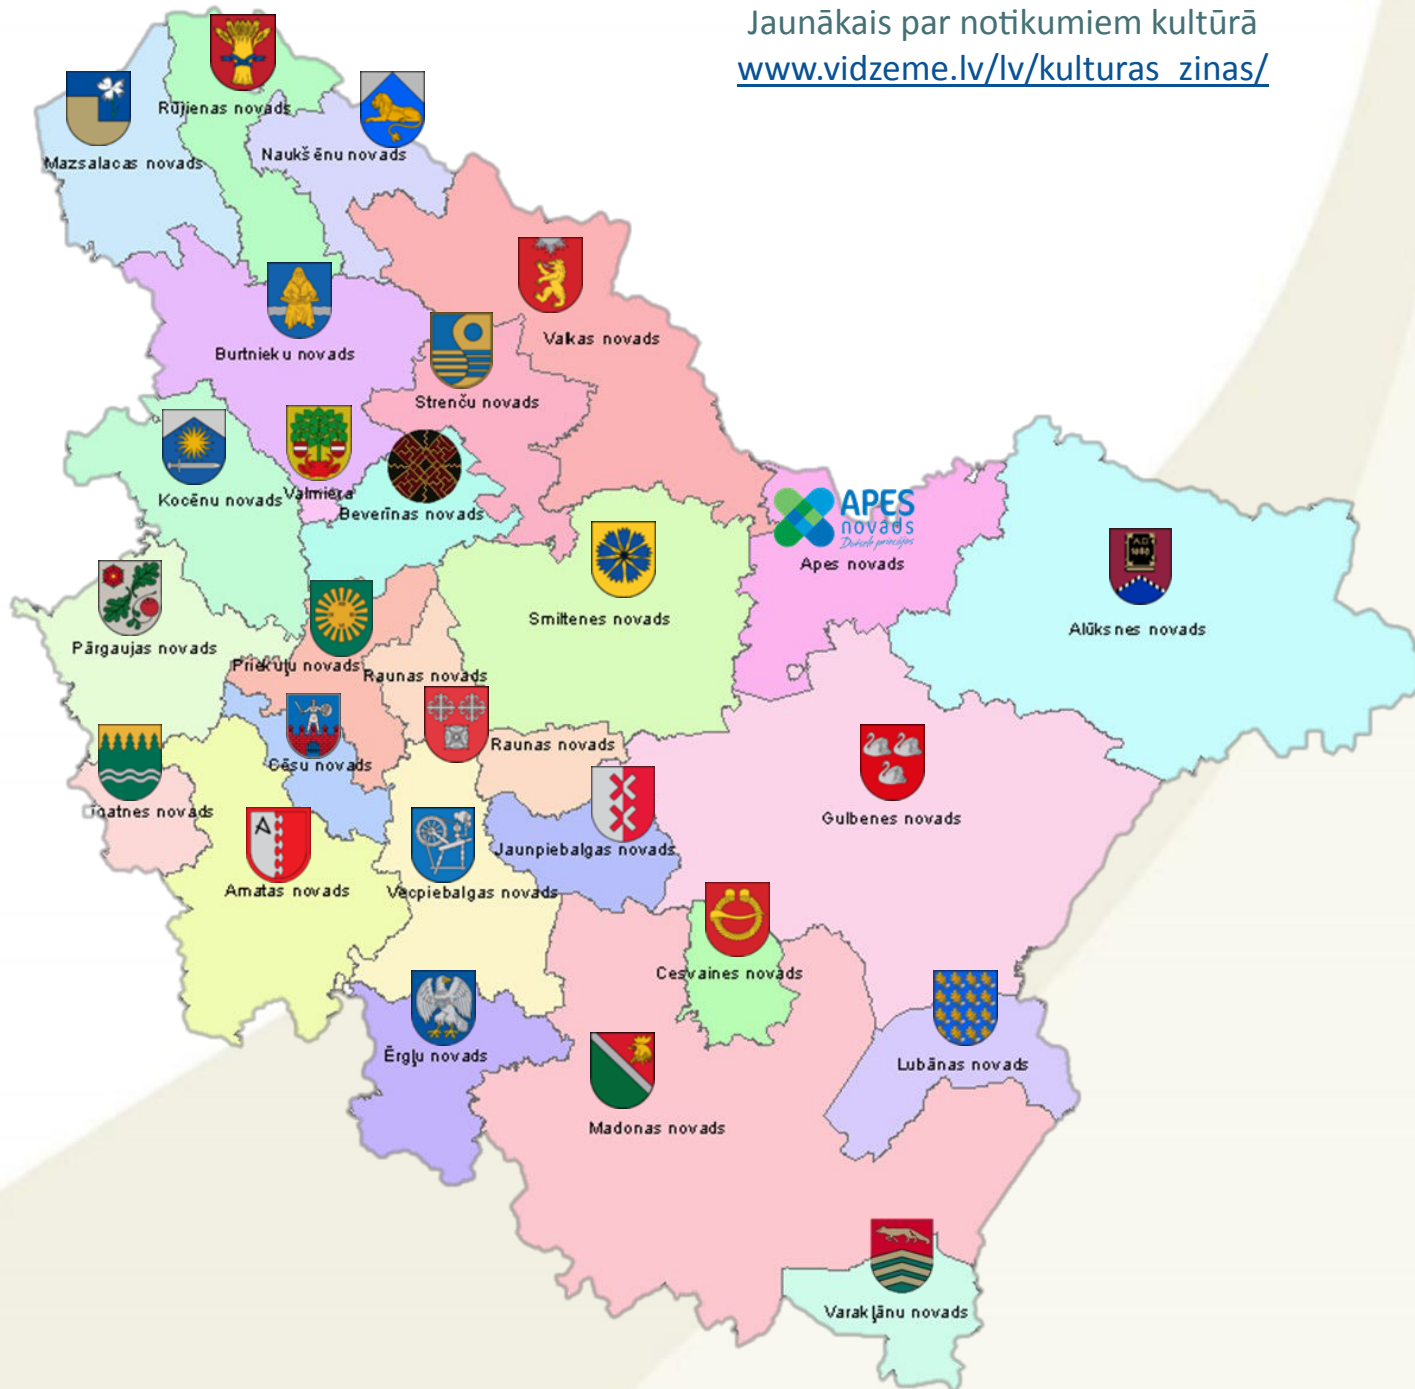 Jaunākais par notikumiem kultūrā
www.vidzeme.lv/lv/kulturas_zinas/
Rūjienas novads
Mazsalacas novads
Naukšēnu novads
Valkas novads
Burtnieku novads
Strenču novads
Kocēnu novads
Valmiera
Beverīnas novads
APES
novads
Dvēsele priecājas
Apes novads
A.D.
1683
Smiltenes novads
Alūksnes novads
Pārgaujas novads
Priekuļu novads
Raunas novads
Raunas novads
Cēsu novads
Līgatnes novads
Gulbenes novads
Jaunpiebalgas novads
Amatas novads
Vecpiebalgas novads
Cesvaines novads
Ērgļu novads
Lubānas novads
Madonas novads
Varakļānu novads